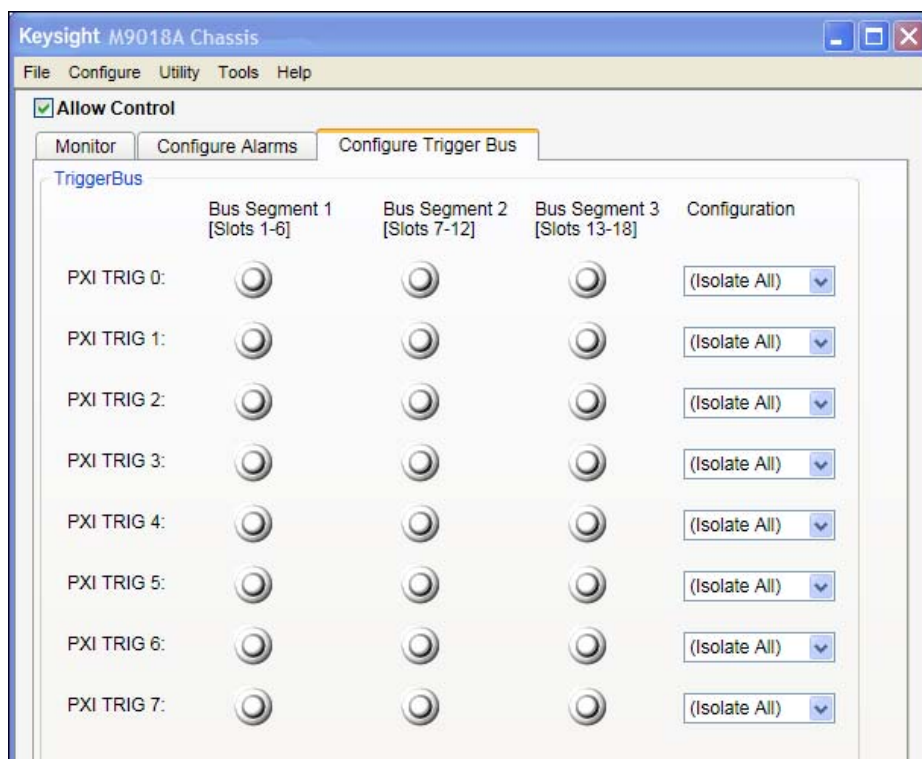 Keysight M9018A Chassis
File Configure Utility Tools Help
Allow Control
Monitor Configure Alarms Configure Trigger Bus
TriggerBus
Bus Segment 1 Bus Segment 2 Bus Segment 3 Configuration
[Slots 1-6] [Slots 7-12] [Slots 13-18]
PXI TRIG 0: (Isolate All)
PXI TRIG 1: (Isolate All)
PXI TRIG 2: (Isolate All)
PXI TRIG 3: (Isolate All)
PXI TRIG 4: (Isolate All)
PXI TRIG 5: (Isolate All)
PXI TRIG 6: (Isolate All)
PXI TRIG 7: (Isolate All)